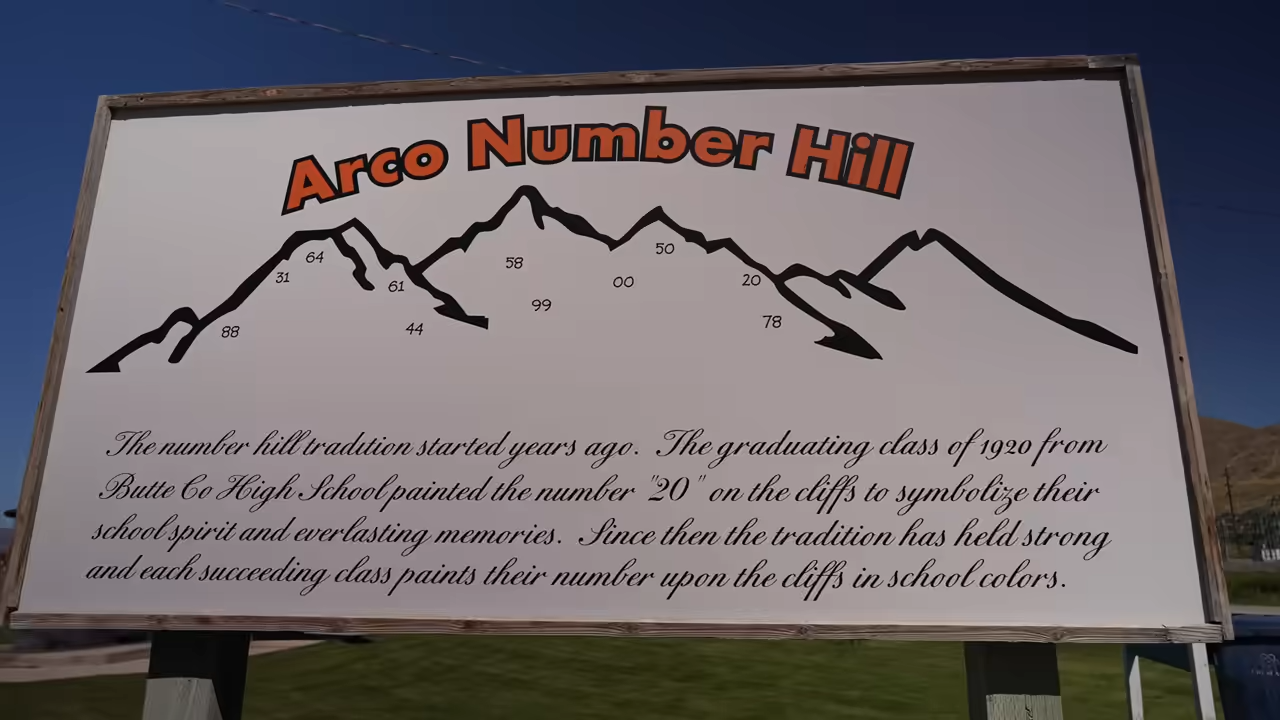 Arco Number Hill
64
31
61
88
44
58
99
00
50
20
78
The number hill tradition started years ago. The graduating class of 1920 from
Butte Co High School painted the number "20" on the cliffs to symbolize their
school spirit and everlasting memories. Since then the tradition has held strong
and each succeeding class paints their number upon the cliffs in school colors.